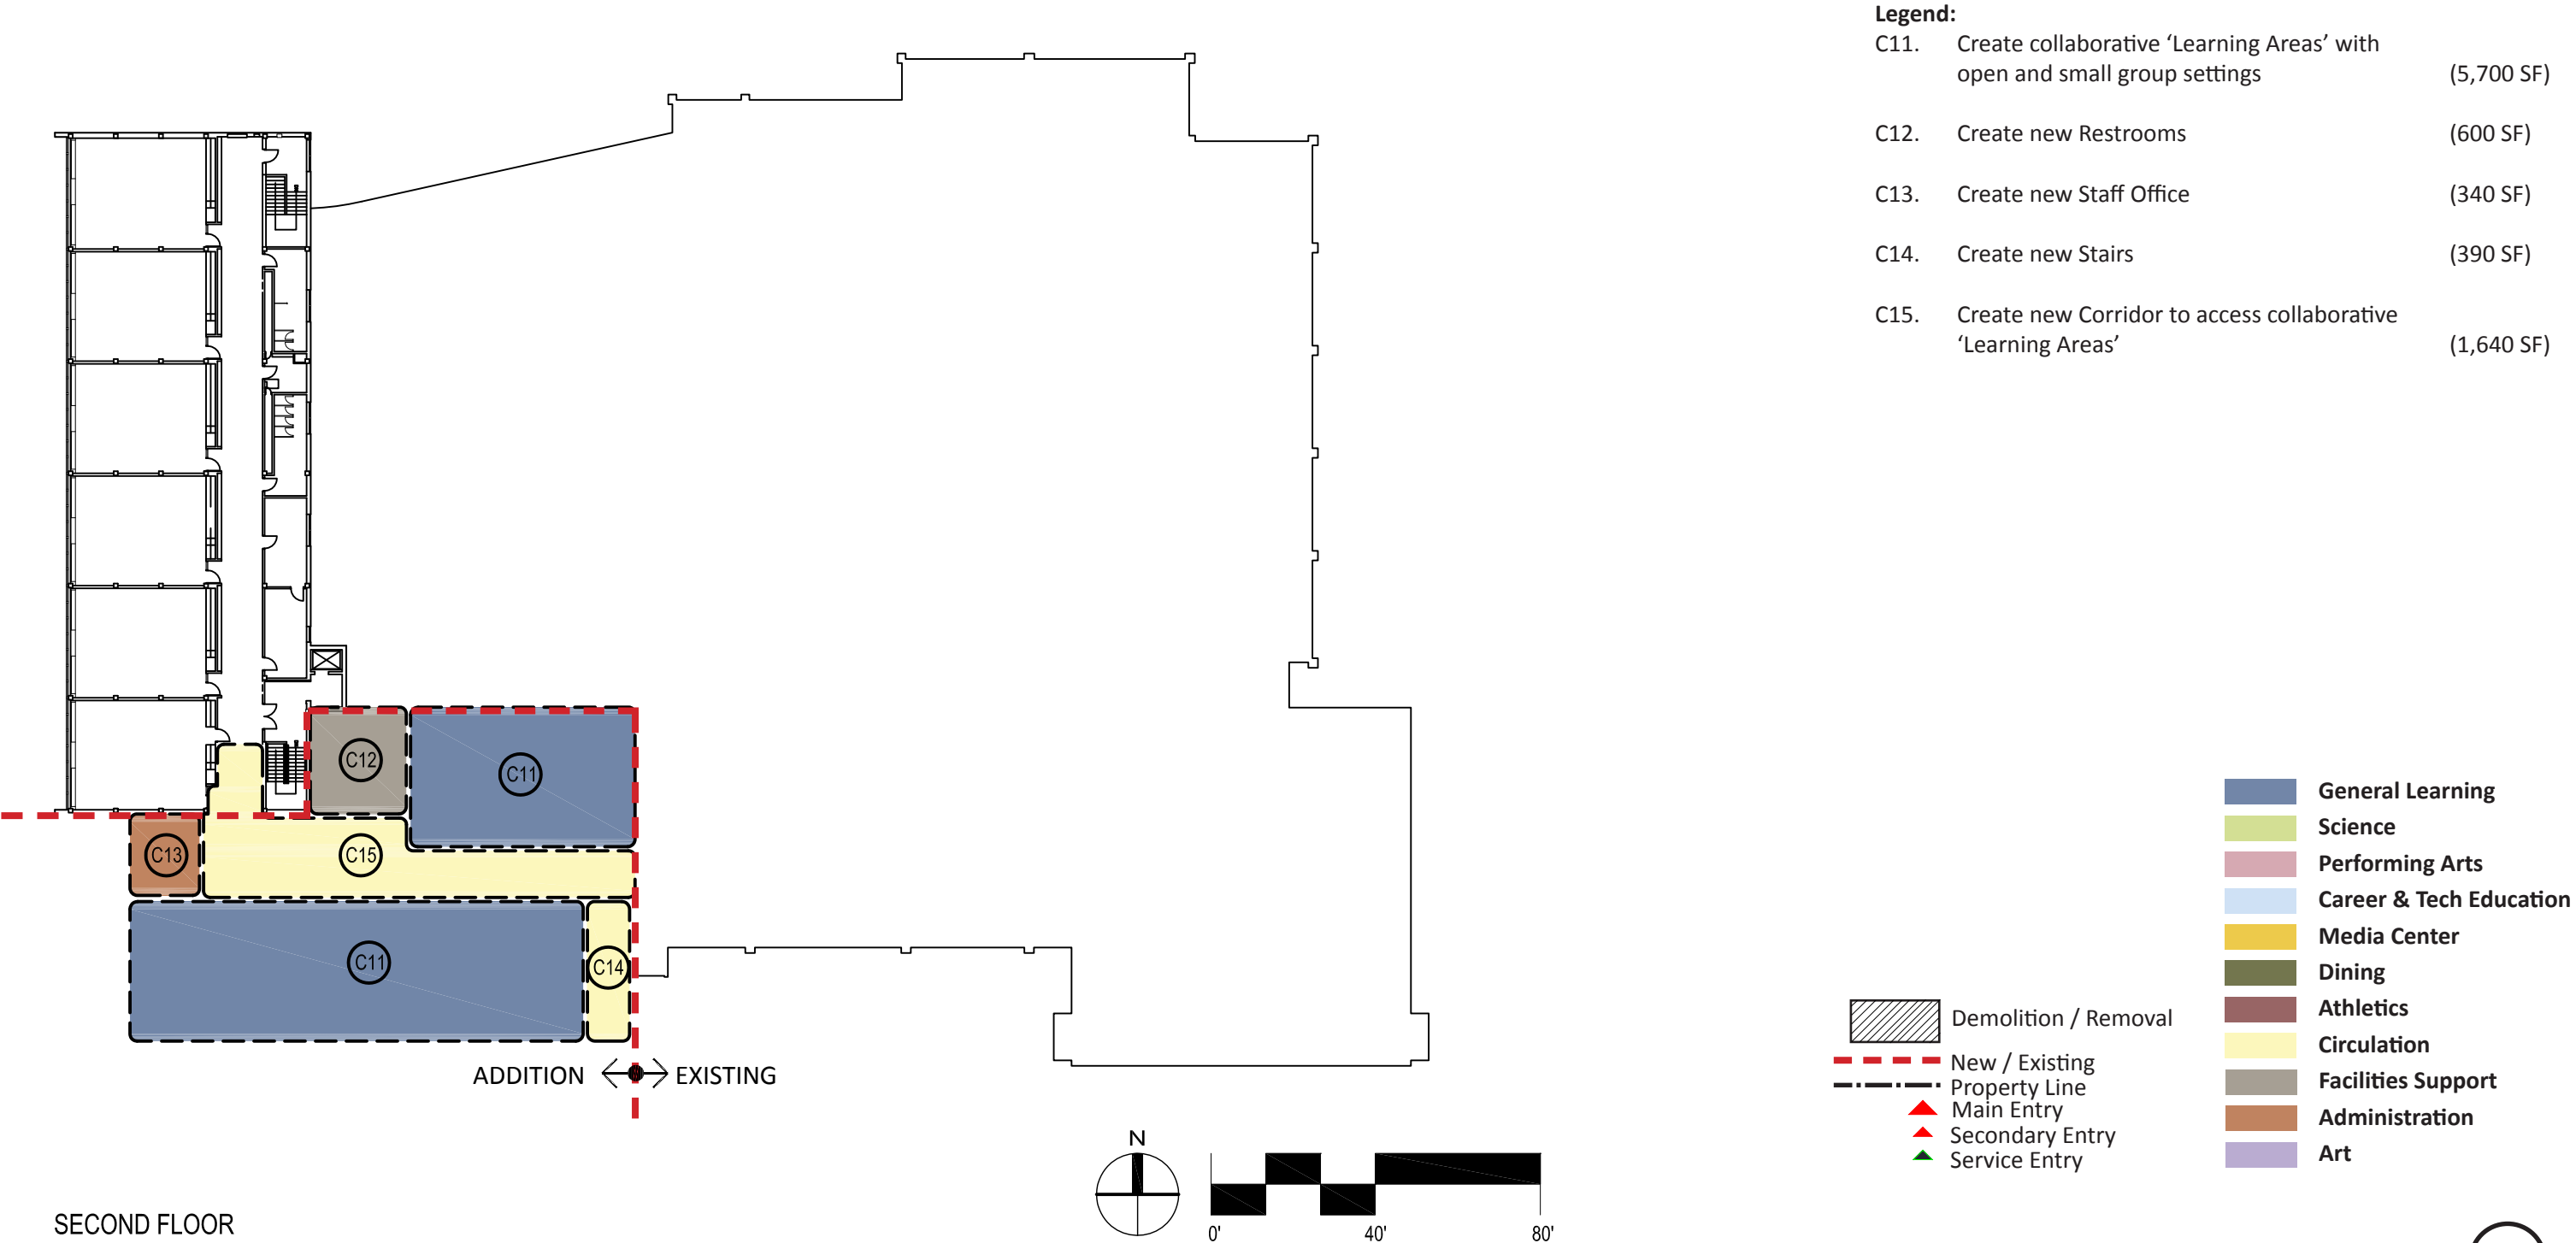 Legend:
C11. Create collaborative ‘Learning Areas’ with
open and small group settings (5,700 SF)
C12. Create new Restrooms (600 SF)
C13. Create new Staff Office (340 SF)
C14. Create new Stairs (390 SF)
C15. Create new Corridor to access collaborative
‘Learning Areas’ (1,640 SF)
C12
C11
C13
C15
C11
C14
ADDITION
EXISTING
General Learning
Science
Performing Arts
Career & Tech Education
Media Center
Dining
Athletics
Circulation
Facilities Support
Administration
Art
Demolition / Removal
New / Existing
Property Line
Main Entry
Secondary Entry
Service Entry
N
0'
40'
80'
SECOND FLOOR